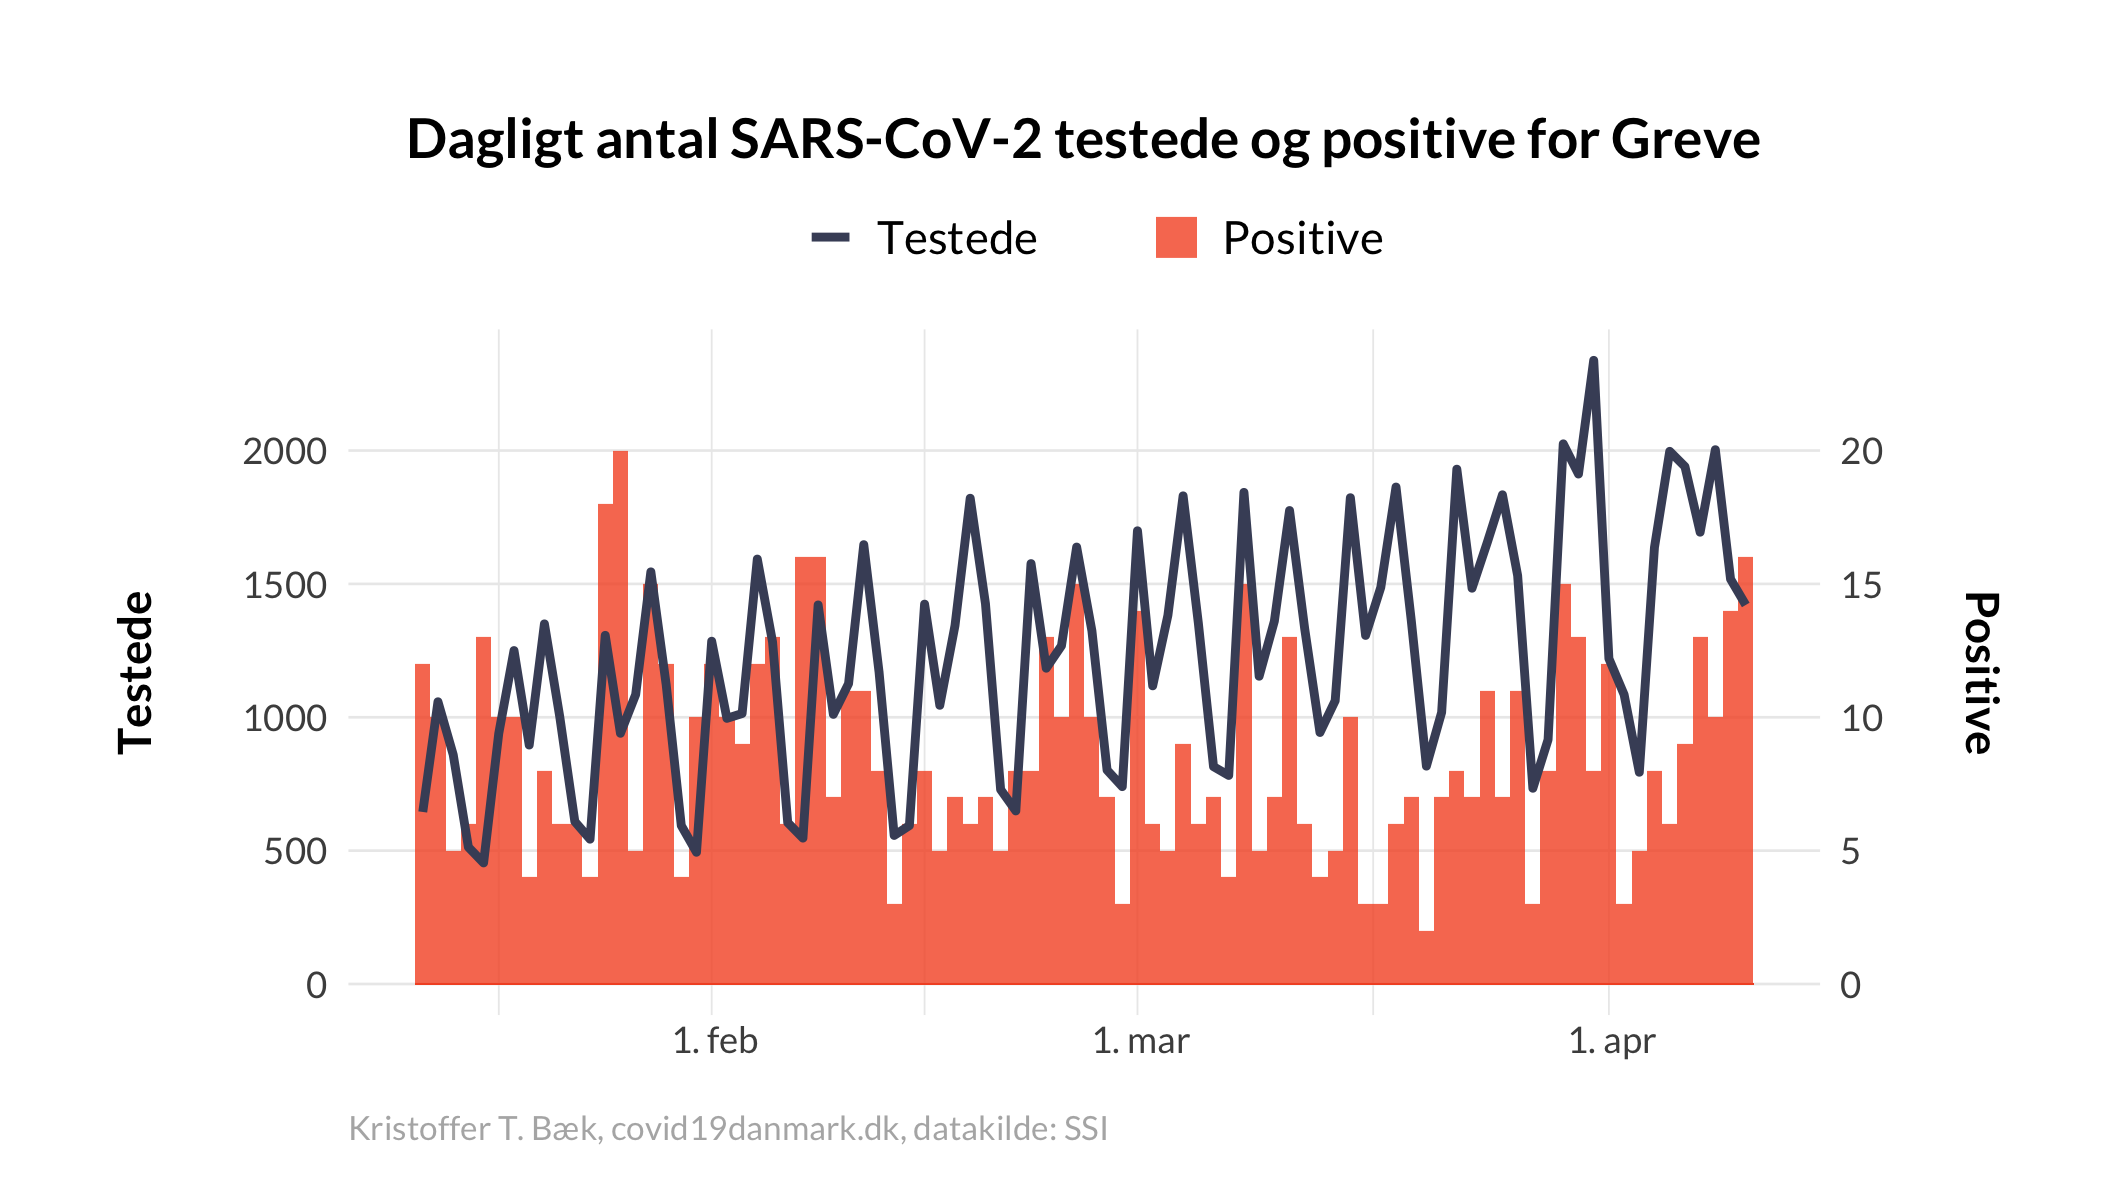 Dagligt antal SARS-CoV-2 testede og positive for Greve
Testede
Positive
2000
1500
1000
500
0
Testede
20
15
10
5
0
Positive
1. feb
1. mar
1. apr
Kristoffer T. Bæk, covid19danmark.dk, datakilde: SSI